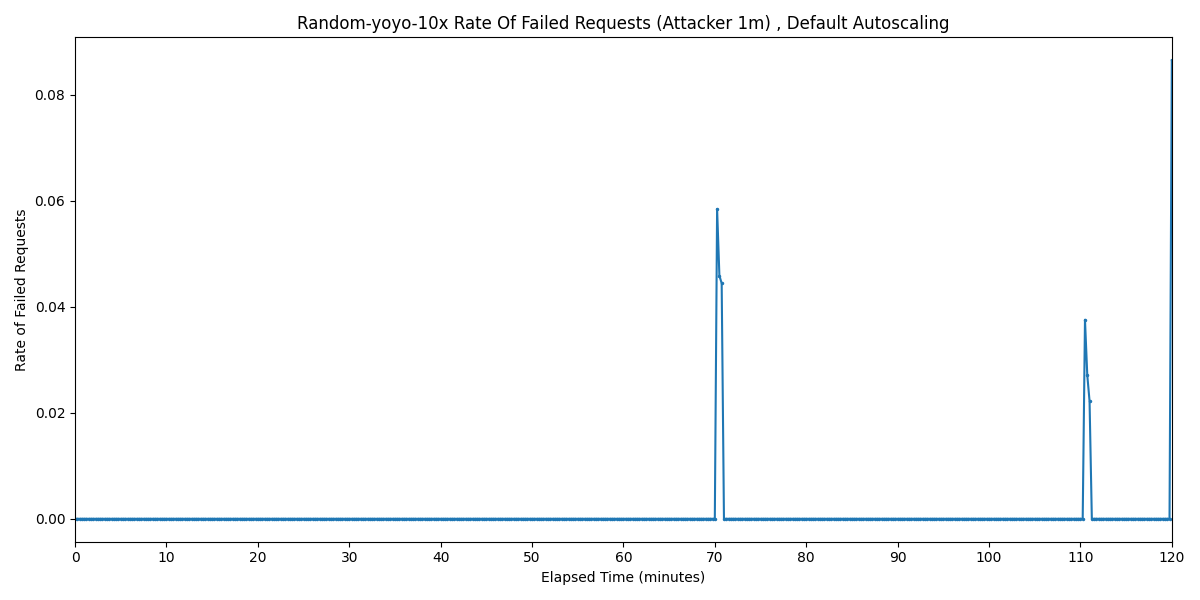 Random-yoyo-10x Rate Of Failed Requests (Attacker 1m) , Default Autoscaling
Rate of Failed Requests
0.08
0.06
0.04
0.02
0.00
0 10 20 30 40 50 60 70 80 90 100 110 120
Elapsed Time (minutes)